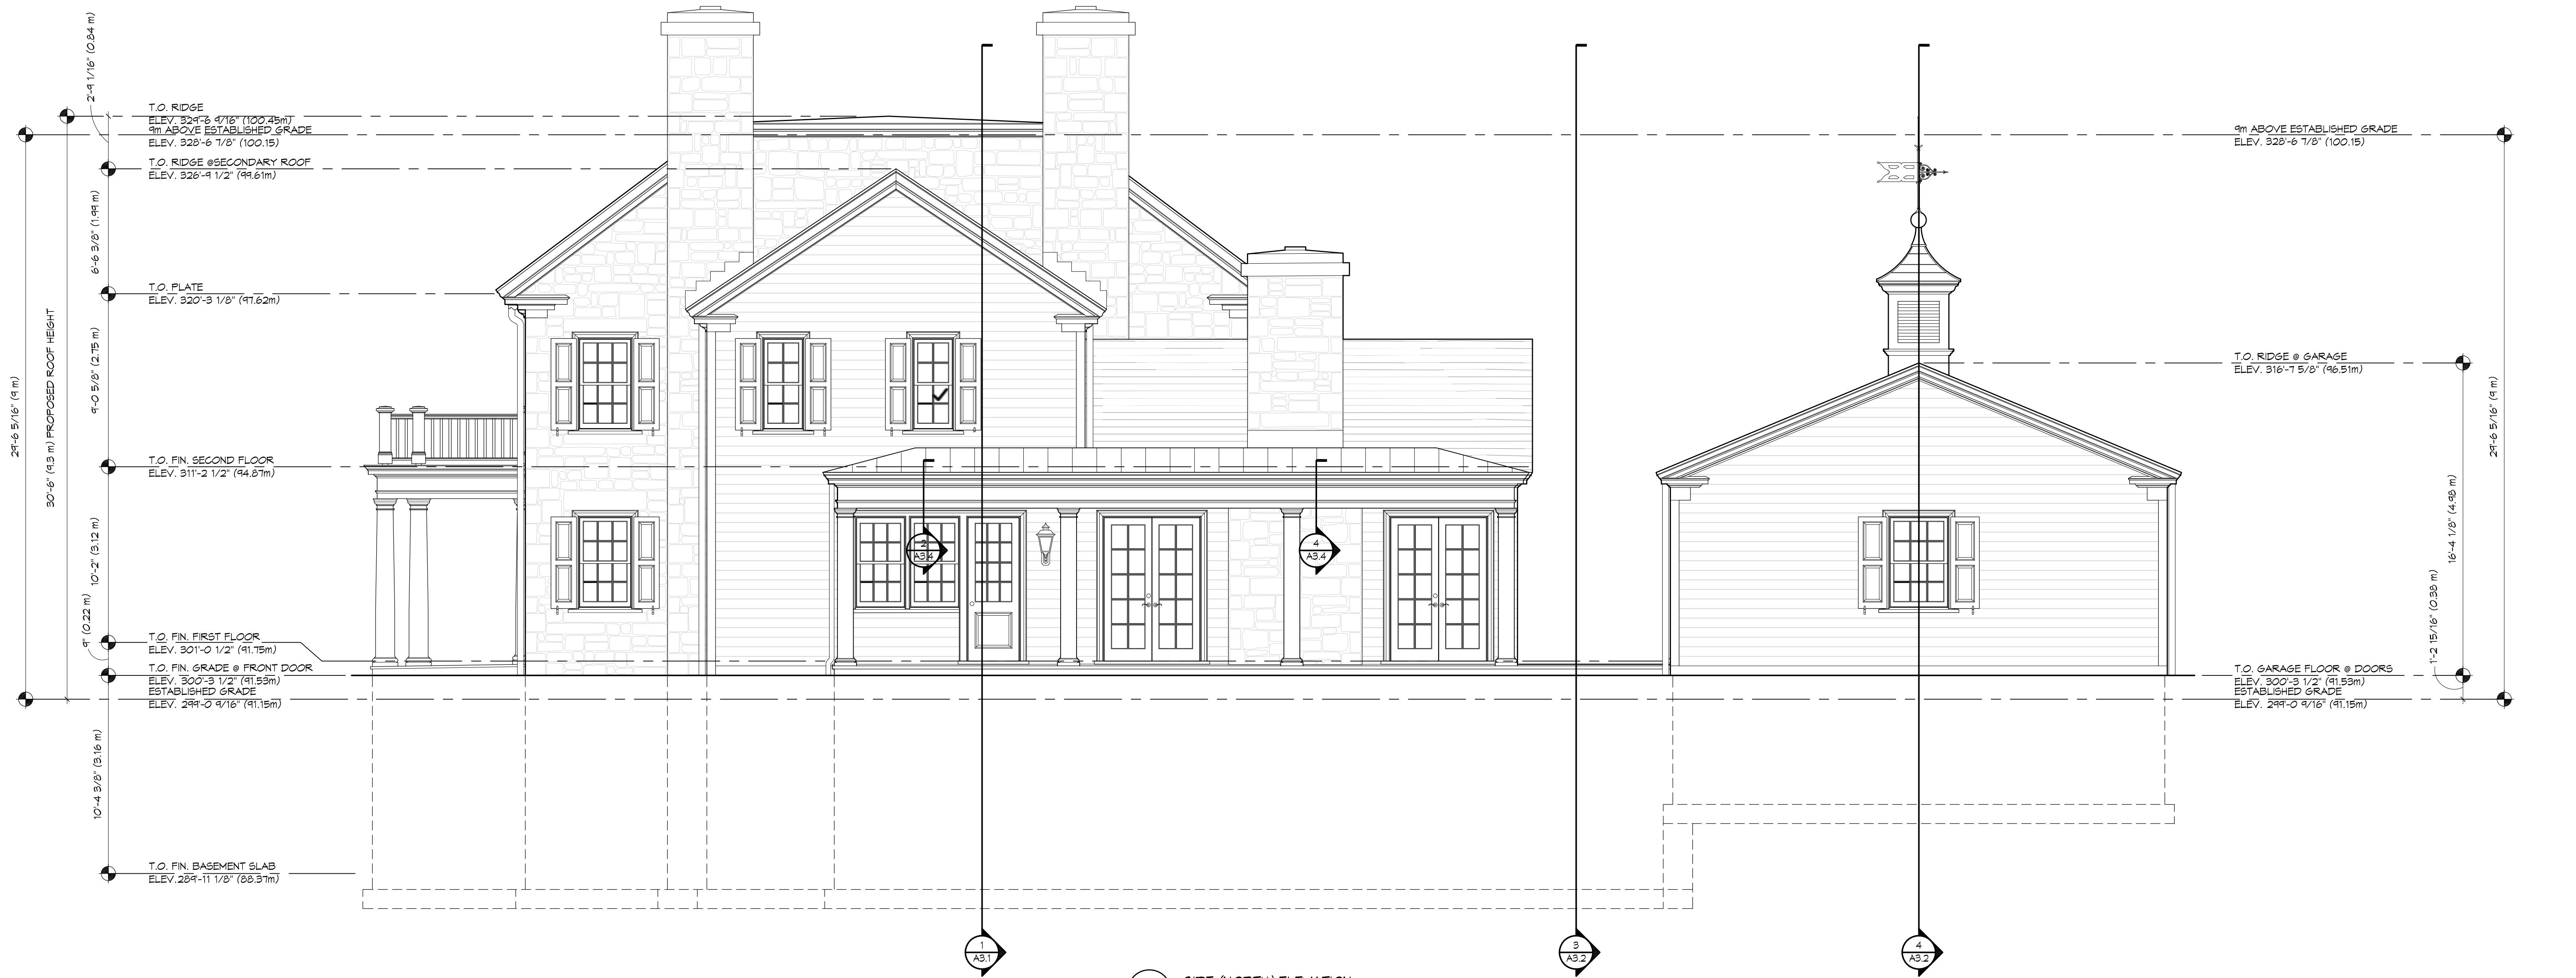 2'-9 1/16" (0.84 m)
T.O. RIDGE
ELEV. 329'-6 9/16" (100.45m)
9m ABOVE ESTABLISHED GRADE
ELEV. 328'-6 7/8" (100.15)
9m ABOVE ESTABLISHED GRADE
ELEV. 328'-6 7/8" (100.15)
T.O. RIDGE @SECONDARY ROOF
ELEV. 326'-9 1/2" (99.61m)
6'-6 3/8" (1.99 m)
T.O. PLATE
ELEV. 320'-3 1/8" (97.62m)
9'-0 5/8" (2.75 m)
30'-6" (9.3 m) PROPOSED ROOF HEIGHT
29'-6 5/16" (9 m)
T.O. RIDGE @ GARAGE
ELEV. 316'-7 5/8" (96.51m)
29'-6 5/16" (9 m)
T.O. FIN. SECOND FLOOR
ELEV. 311'-2 1/2" (94.87m)
16'-4 1/8" (4.98 m)
10'-2" (3.12 m)
2
A3.4
4
A3.4
9" (0.22 m)
T.O. FIN. FIRST FLOOR
ELEV. 301'-0 1/2" (91.75m)
1'-2 15/16" (0.38 m)
T.O. FIN. GRADE @ FRONT DOOR
ELEV. 300'-3 1/2" (91.53m)
ESTABLISHED GRADE
ELEV. 299'-0 9/16" (91.15m)
T.O. GARAGE FLOOR @ DOORS
ELEV. 300'-3 1/2" (91.53m)
ESTABLISHED GRADE
ELEV. 299'-0 9/16" (91.15m)
10'-4 3/8" (3.16 m)
T.O. FIN. BASEMENT SLAB
ELEV.289'-11 1/8" (88.37m)
1
A3.1
3
A3.2
4
A3.2
SIDE (NORTH) ELEVATION